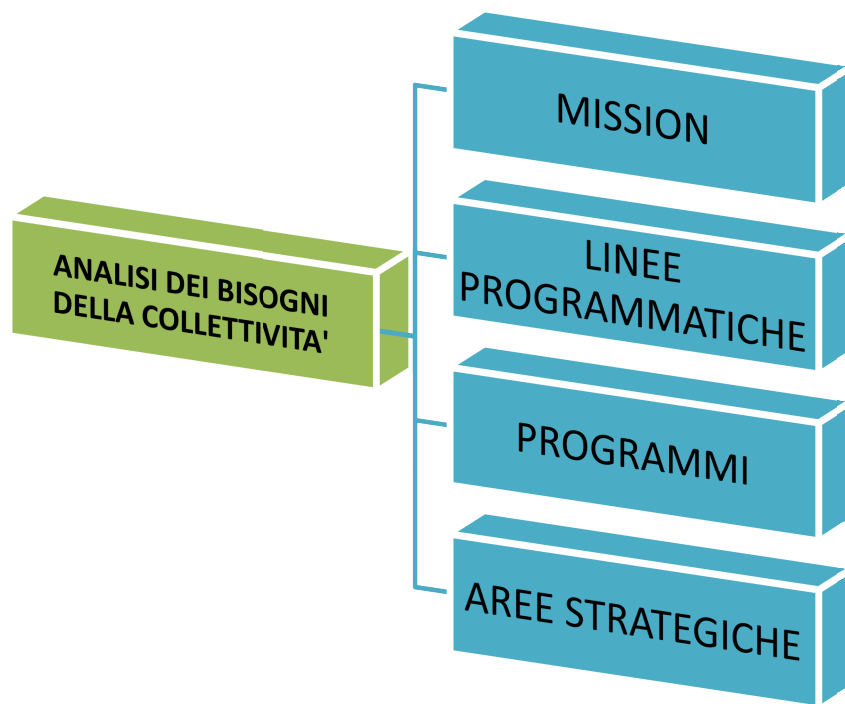 ANALISI DEI BISOGNI
DELLA COLLETTIVITA'
MISSION
LINEE
PROGRAMMATICHE
PROGRAMMI
AREE STRATEGICHE